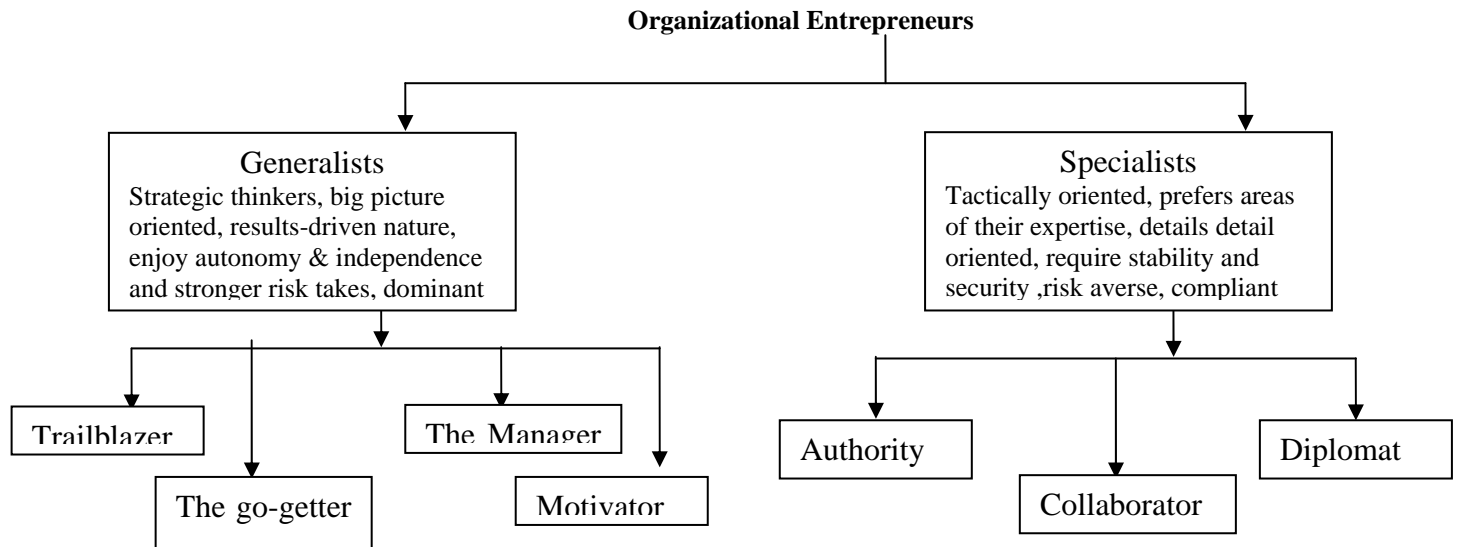 Organizational Entrepreneurs
Generalists
Strategic thinkers, big picture
oriented, results-driven nature,
enjoy autonomy & independence
and stronger risk takes, dominant
Specialists
Tactically oriented, prefers areas
of their expertise, details detail
oriented, require stability and
security ,risk averse, compliant
Trailblazer
The go-getter
The Manager
Motivator
Authority
Collaborator
Diplomat